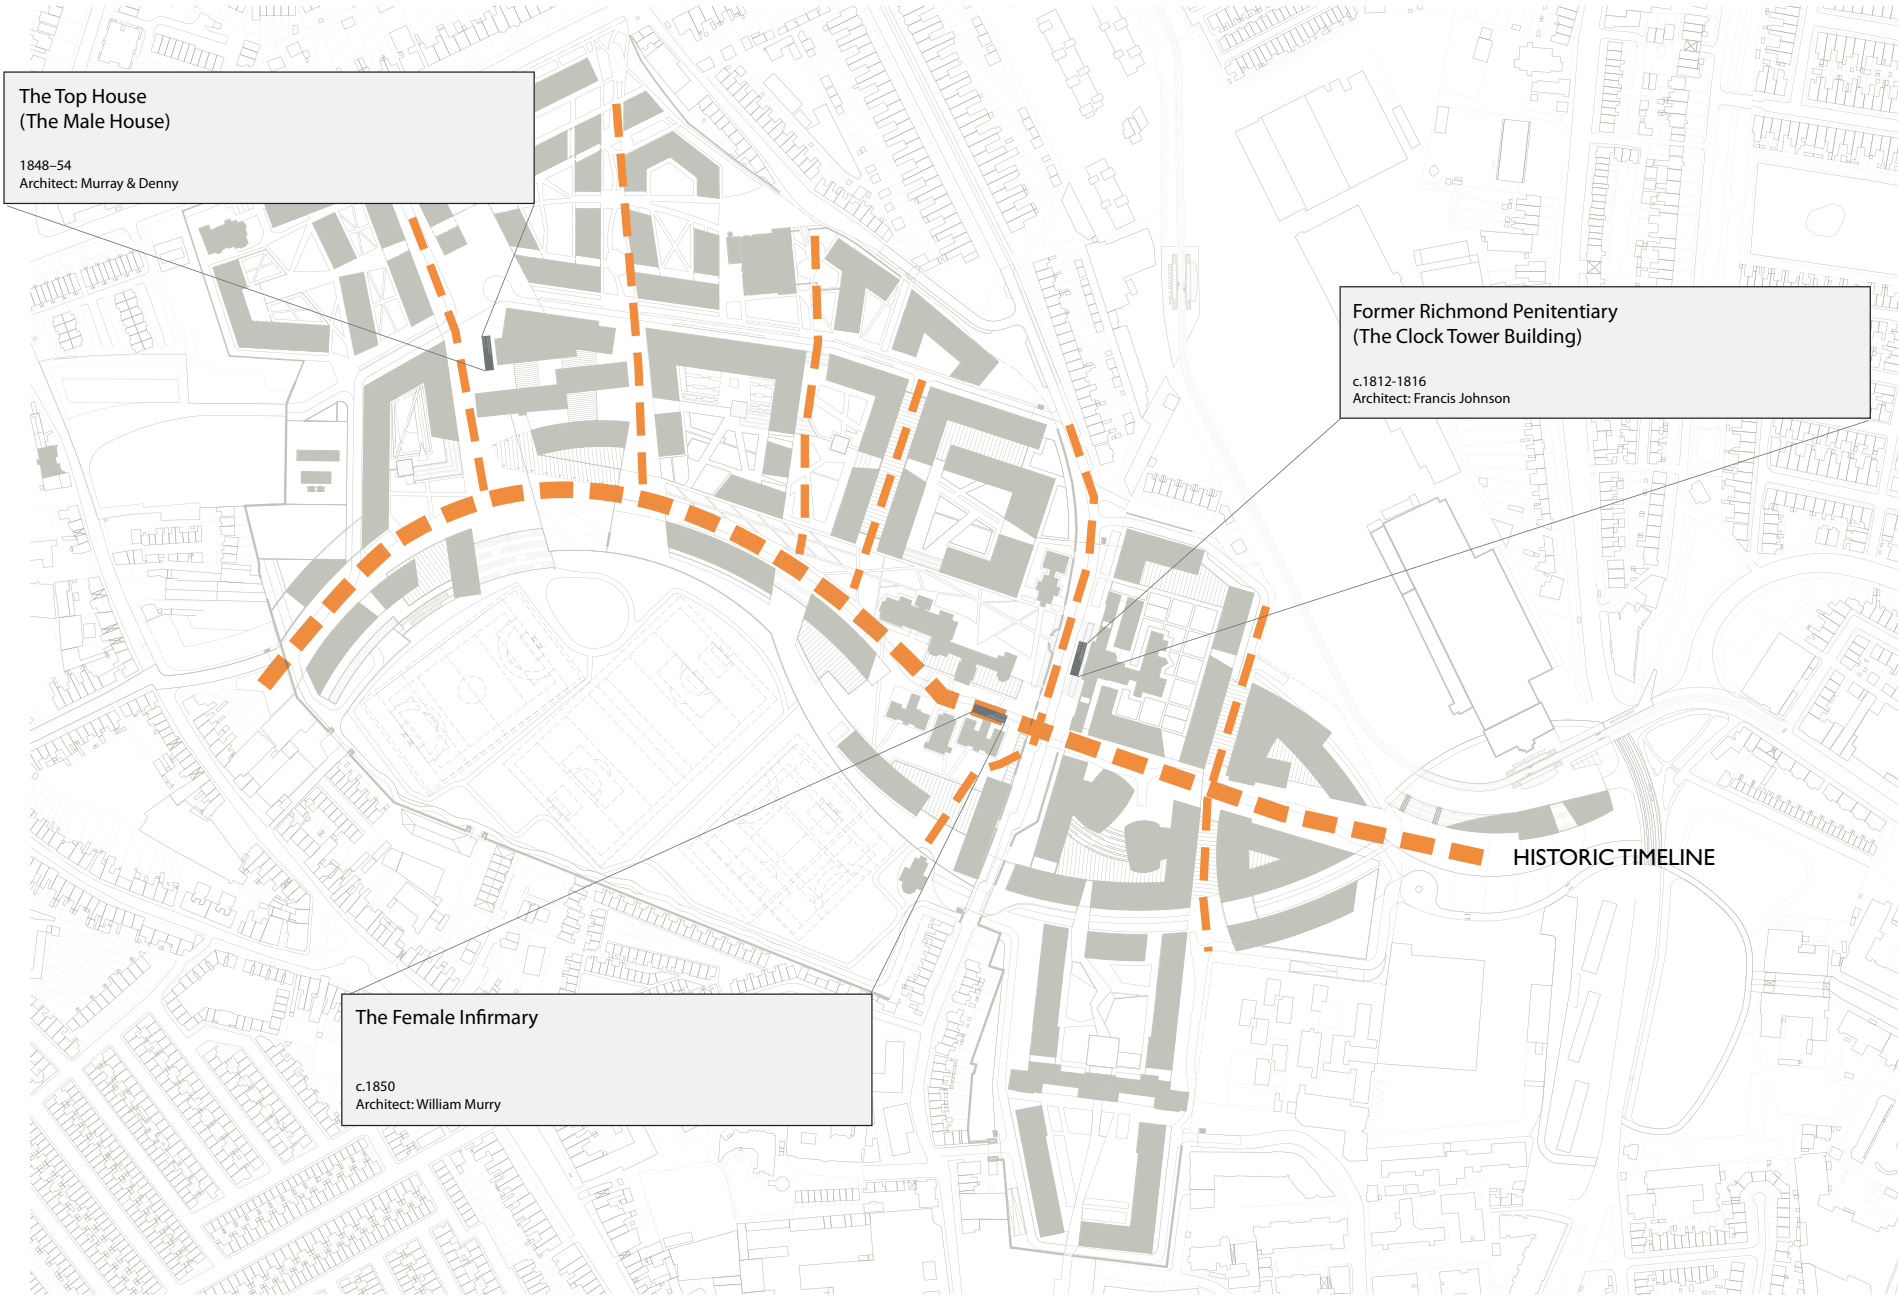 The Top House
(The Male House)
1848–54
Architect: Murray & Denny
Former Richmond Penitentiary
(The Clock Tower Building)
c.1812-1816
Architect: Francis Johnson
HISTORIC TIMELINE
The Female Infirmary
c.1850
Architect: William Murry